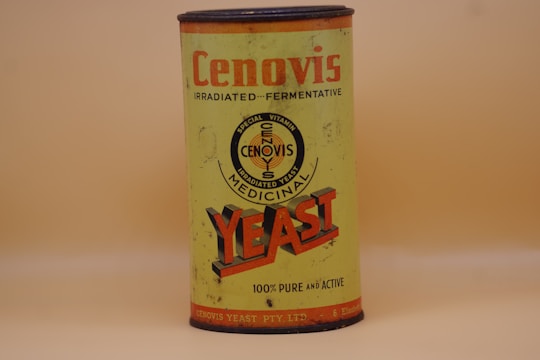 Cenovis
IRRADIATED--FERMENTATIVE
SPECIAL VITAMIN
CENOVIS
CENOVIS
IRRADIATED YEAST
MEDICINAL
YEAST
100% PURE AND ACTIVE
CENOVIS YEAST PTY. LTD.